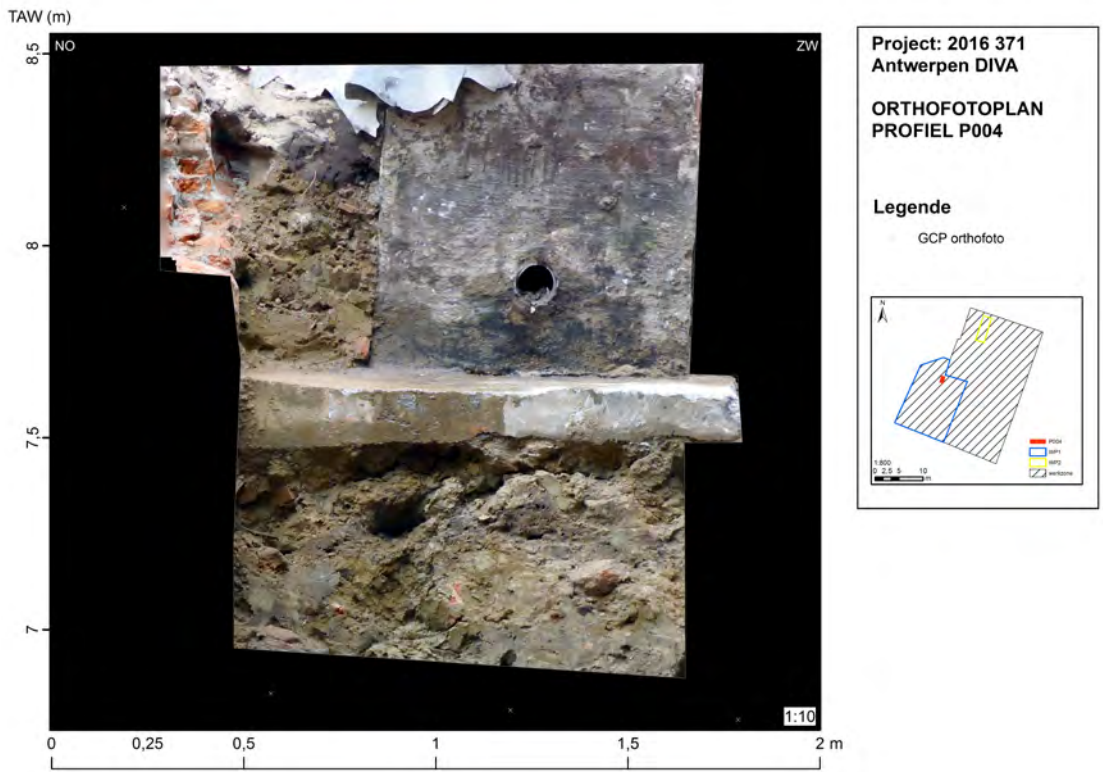 TAW (m)
NO
ZW
8,5
8
7,5
7
1:10
0
0,25
0,5
1
1,5
2 m
Project: 2016 371
Antwerpen DIVA
ORTHOFOTOPLAN
PROFIEL P004
Legende
GCP orthofoto
N
P004
WP1
WP2
werkzone
1:600
0 2,5 5 10
m